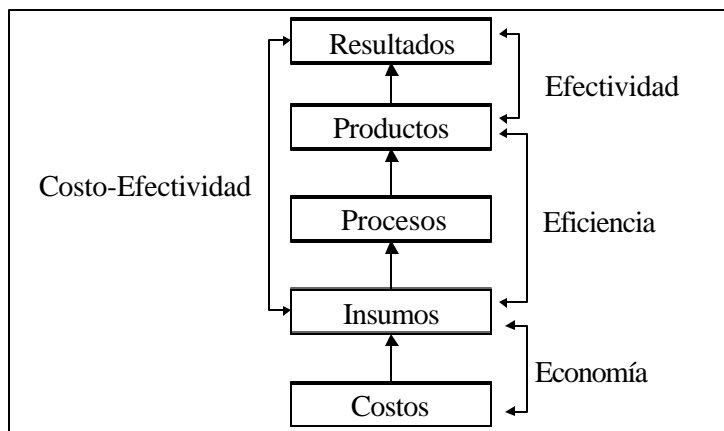 Resultados
Efectividad
Productos
Costo-Efectividad
Procesos
Eficiencia
Insumos
Economía
Costos